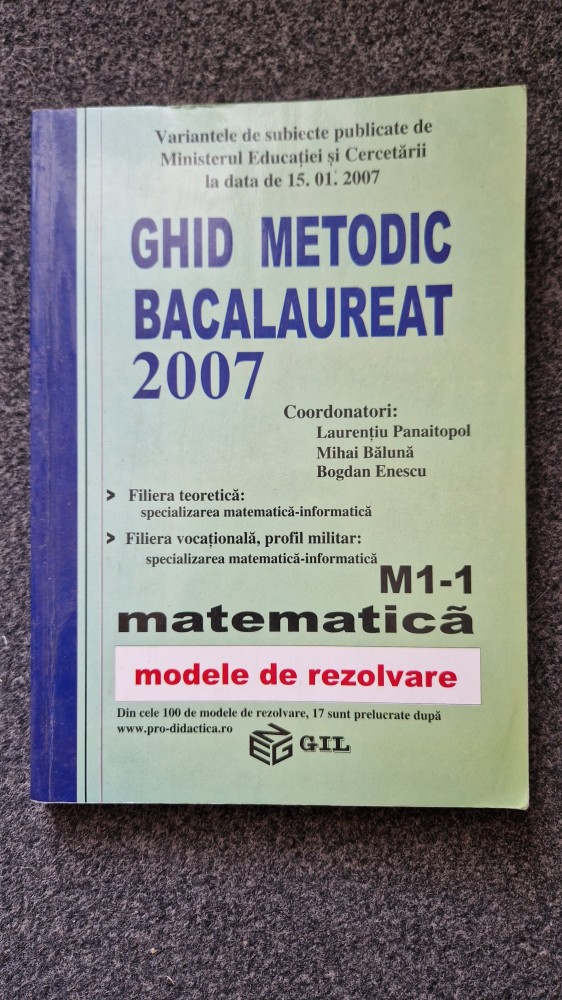 Variantele de subiecte publicate de
Ministerul Educației și Cercetării
la data de 15. 01. 2007
GHID METODIC
BACALAUREAT
2007
Coordonatori:
Laurențiu Panaitopol
Mihai Bălună
Bogdan Enescu
> Filiera teoretică:
specializarea matematică-informatică
> Filiera vocațională, profil militar:
specializarea matematică-informatică
M1-1
matematică
modele de rezolvare
Din cele 100 de modele de rezolvare, 17 sunt prelucrate după
www.pro-didactica.ro
GIL